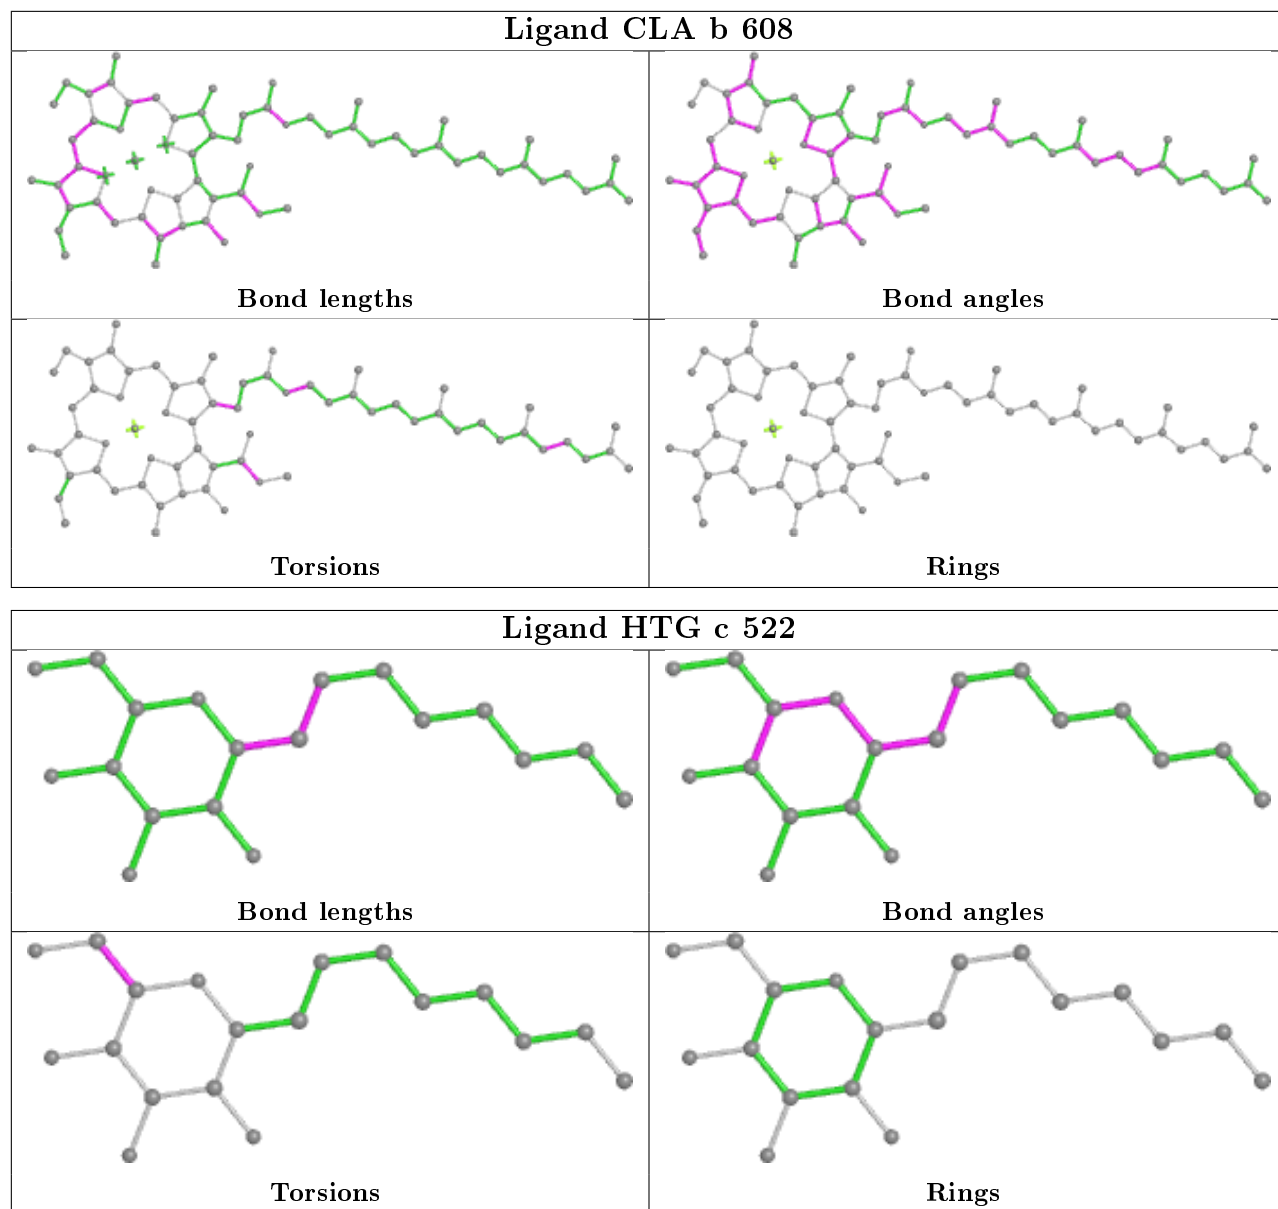 Ligand CLA b 608
Bond lengths
Bond angles
Torsions
Rings
Ligand HTG c 522
Bond lengths
Bond angles
Torsions
Rings